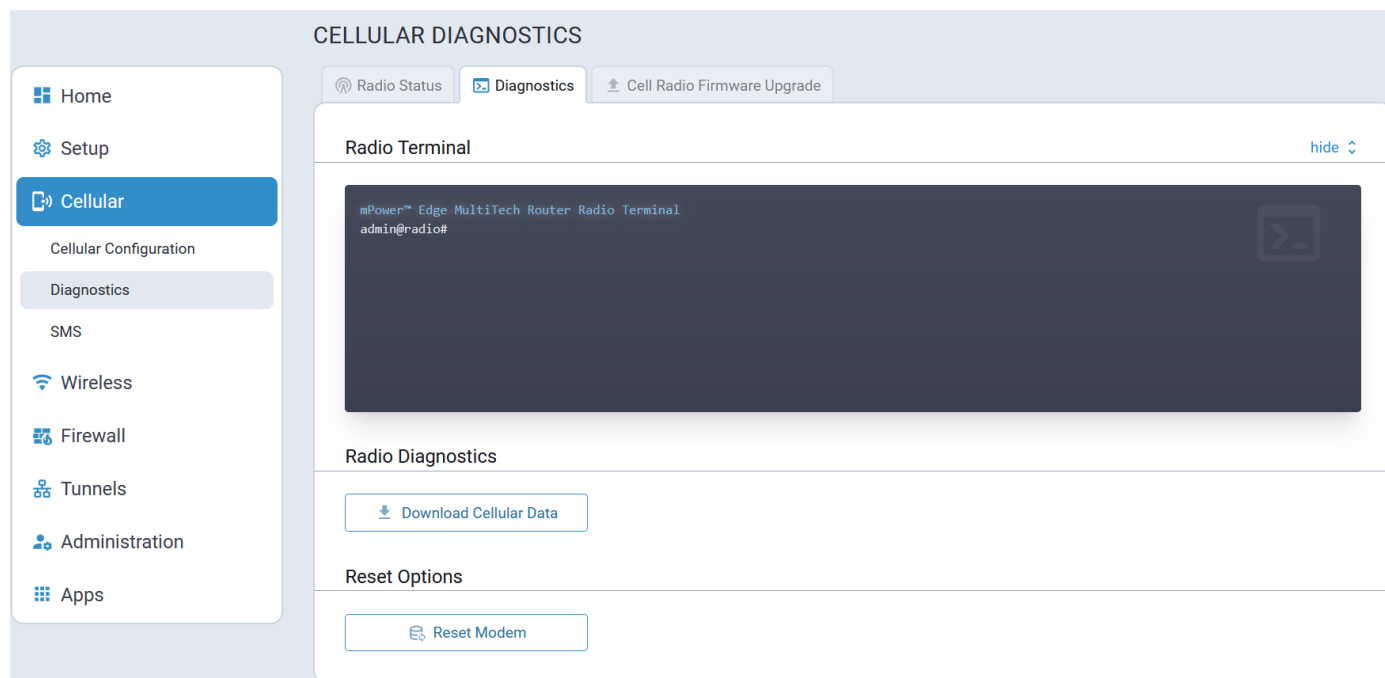 CELLULAR DIAGNOSTICS
Home
Setup
Cellular
Cellular Configuration
Diagnostics
SMS
Wireless
Firewall
Tunnels
Administration
Apps
Radio Status
Diagnostics
Cell Radio Firmware Upgrade
Radio Terminal
hide
mPower™ Edge MultiTech Router Radio Terminal
admin@radio#
Radio Diagnostics
Download Cellular Data
Reset Options
Reset Modem